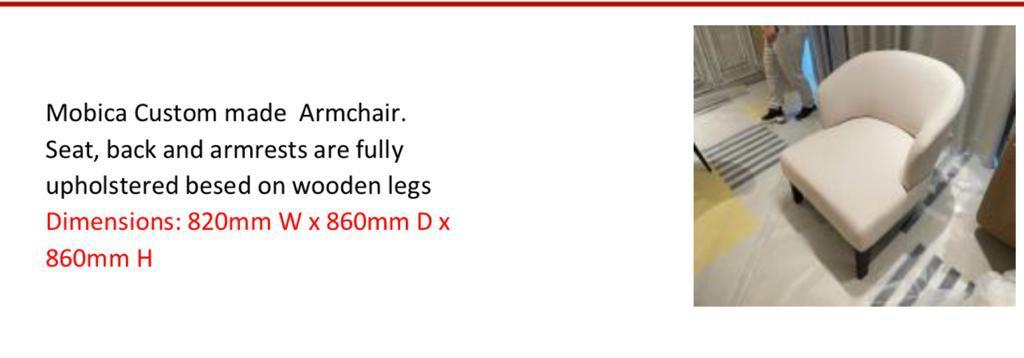 Mobica Custom made  Armchair.
Seat, back and armrests are fully
upholstered besed on wooden legs
Dimensions: 820mm W x 860mm D x
860mm H